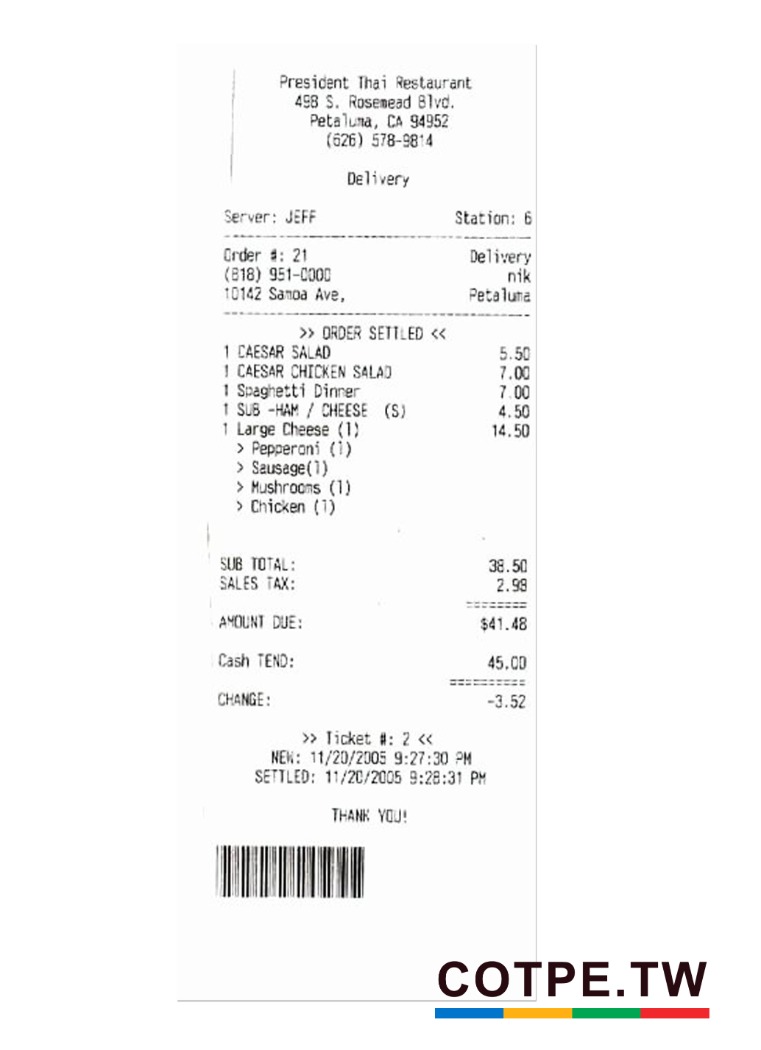 President Thai Restaurant
498 S. Rosemead Blvd.
Petaluma, CA 94952
(626) 578-9814
Delivery
Server: JEFF Station: 6
Order #: 21 Delivery
(818) 951-0000 nik
10142 Samoa Ave, Petaluma
>> ORDER SETTLED <<
1 CAESAR SALAD 5.50
1 CAESAR CHICKEN SALAD 7.00
1 Spaghetti Dinner 7.00
1 SUB -HAM / CHEESE (S) 4.50
1 Large Cheese (1) 14.50
> Pepperoni (1)
> Sausage(1)
> Mushrooms (1)
> Chicken (1)
SUB TOTAL: 38.50
SALES TAX: 2.98
========
AMOUNT DUE: $41.48
Cash TEND: 45.00
==========
CHANGE: -3.52
>> Ticket #: 2 <<
NEW: 11/20/2005 9:27:30 PM
SETTLED: 11/20/2005 9:28:31 PM
THANK YOU!
COTPE.TW